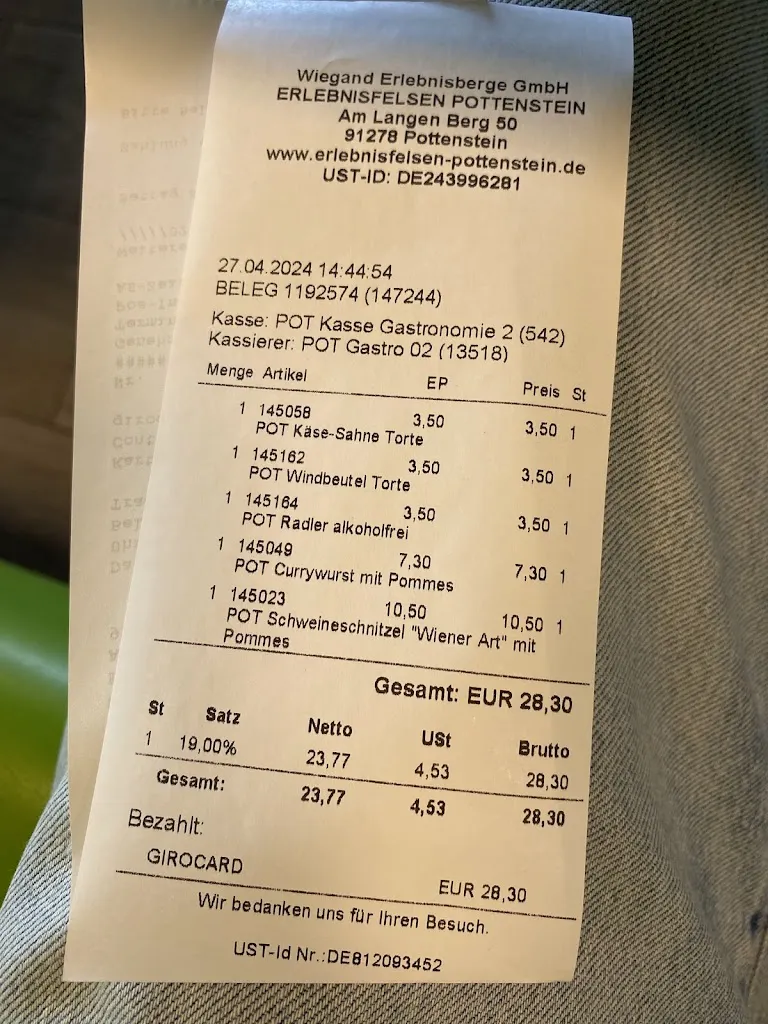 Wiegand Erlebnisberge GmbH
ERLEBNISFELSEN POTTENSTEIN
Am Langen Berg 50
91278 Pottenstein
www.erlebnisfelsen-pottenstein.de
UST-ID: DE243996281
27.04.2024 14:44:54
BELEG 1192574 (147244)
Kasse: POT Kasse Gastronomie 2 (542)
Kassierer: POT Gastro 02 (13518)
Menge Artikel EP Preis St
1 145058 3,50 3,50 1
POT Käse-Sahne Torte
1 145162 3,50 3,50 1
POT Windbeutel Torte
1 145164 3,50 3,50 1
POT Radler alkoholfrei
1 145049 7,30 7,30 1
POT Currywurst mit Pommes
1 145023 10,50 10,50 1
POT Schweineschnitzel "Wiener Art" mit
Pommes
Gesamt: EUR 28,30
St Satz Netto USt Brutto
1 19,00% 23,77 4,53 28,30
Gesamt: 23,77 4,53 28,30
Bezahlt:
GIROCARD EUR 28,30
Wir bedanken uns für Ihren Besuch.
UST-Id Nr.:DE812093452